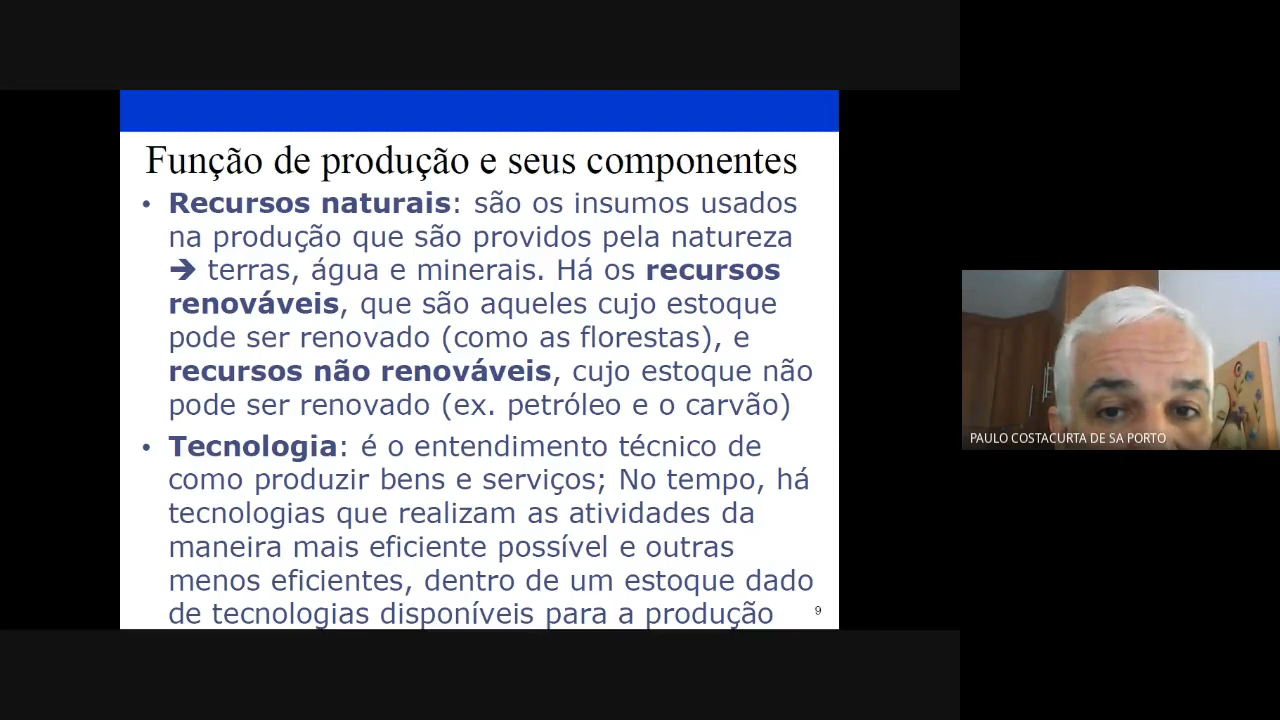 Função de produção e seus componentes
• Recursos naturais: são os insumos usados
na produção que são providos pela natureza
➔ terras, água e minerais. Há os recursos
renováveis, que são aqueles cujo estoque
pode ser renovado (como as florestas), e
recursos não renováveis, cujo estoque não
pode ser renovado (ex. petróleo e o carvão)
• Tecnologia: é o entendimento técnico de
como produzir bens e serviços; No tempo, há
tecnologias que realizam as atividades da
maneira mais eficiente possível e outras
menos eficientes, dentro de um estoque dado
de tecnologias disponíveis para a produção
9
PAULO COSTACURTA DE SA PORTO